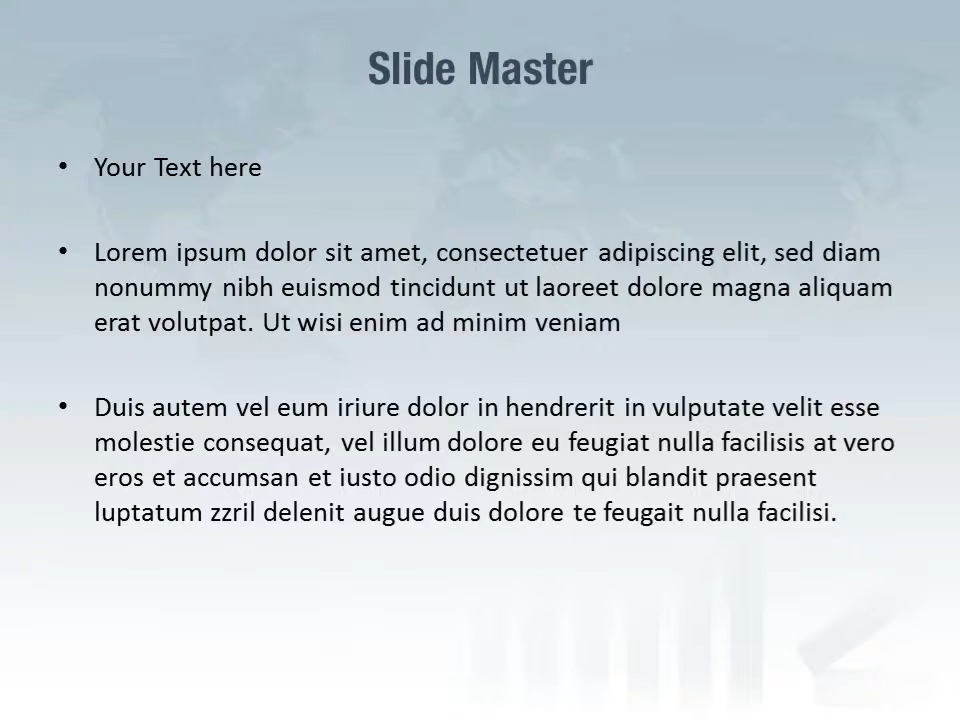 Slide Master
• Your Text here
• Lorem ipsum dolor sit amet, consectetuer adipiscing elit, sed diam
nonummy nibh euismod tincidunt ut laoreet dolore magna aliquam
erat volutpat. Ut wisi enim ad minim veniam
• Duis autem vel eum iriure dolor in hendrerit in vulputate velit esse
molestie consequat, vel illum dolore eu feugiat nulla facilisis at vero
eros et accumsan et iusto odio dignissim qui blandit praesent
luptatum zzril delenit augue duis dolore te feugait nulla facilisi.